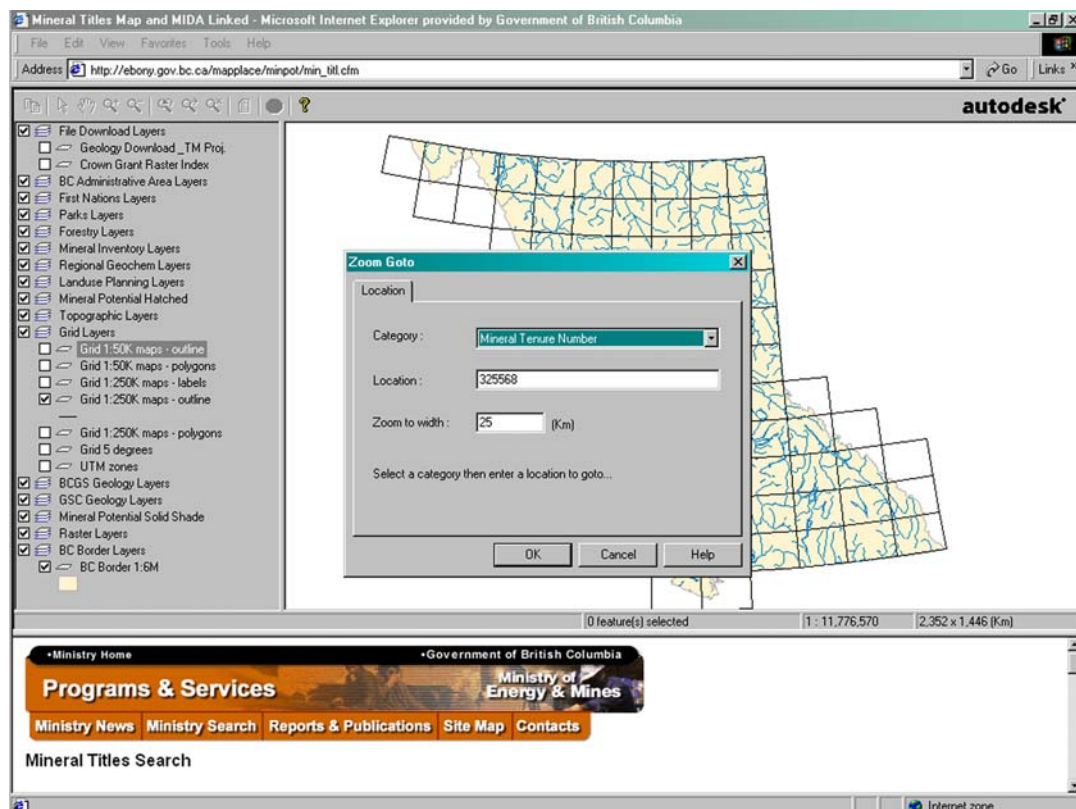 Mineral Titles Map and MIDA Linked - Microsoft Internet Explorer provided by Government of British Columbia
File Edit View Favorites Tools Help
Address http://ebony.gov.bc.ca/mapplace/minpot/min_titl.cfm Go Links »
autodesk
File Download Layers
Geology Download _TM Proj.
Crown Grant Raster Index
BC Administrative Area Layers
First Nations Layers
Parks Layers
Forestry Layers
Mineral Inventory Layers
Regional Geochem Layers
Landuse Planning Layers
Mineral Potential Hatched
Topographic Layers
Grid Layers
Grid 1:50K maps - outline
Grid 1:50K maps - polygons
Grid 1:250K maps - labels
Grid 1:250K maps - outline
Grid 1:250K maps - polygons
Grid 5 degrees
UTM zones
BCGS Geology Layers
GSC Geology Layers
Mineral Potential Solid Shade
Raster Layers
BC Border Layers
BC Border 1:6M
Zoom Goto
Location
Category : Mineral Tenure Number
Location : 325568
Zoom to width : 25 (Km)
Select a category then enter a location to goto...
OK Cancel Help
0 feature(s) selected 1 : 11,776,570 2,352 x 1,446 (Km)
•Ministry Home •Government of British Columbia
Programs & Services
Ministry of
Energy & Mines
Ministry News Ministry Search Reports & Publications Site Map Contacts
Mineral Titles Search
Internet zone